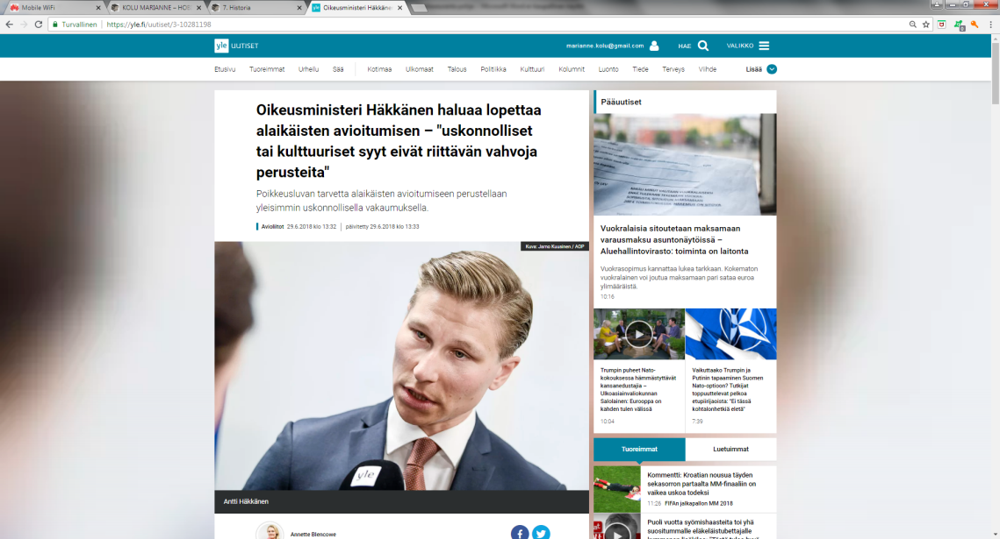 Mobile WiFi
KOLU MARIANNE – HOB
7. Historia
Oikeusministeri Häkkäne
Turvallinen
https://yle.fi/uutiset/3-10281198
yle UUTISET
marianne.kolu@gmail.com
HAE
VALIKKO
Etusivu Tuoreimmat Urheilu Sää Kotimaa Ulkomaat Talous Politiikka Kulttuuri Kolumnit Luonto Tiede Terveys Viihde Lisää
Oikeusministeri Häkkänen haluaa lopettaa
alaikäisten avioitumisen – "uskonnolliset
tai kulttuuriset syyt eivät riittävän vahvoja
perusteita"
Poikkeusluvan tarvetta alaikäisten avioitumiseen perustellaan
yleisimmin uskonnollisella vakaumuksella.
Avioliitot 29.6.2018 klo 13:32 päivitetty 29.6.2018 klo 13:33
Kuva: Jarno Kuusinen / AOP
yle
Antti Häkkänen
Annette Blencowe
Pääuutiset
Vuokralaisia sitoutetaan maksamaan
varausmaksu asuntonäytöissä –
Aluehallintovirasto: toiminta on laitonta
Vuokrasopimus kannattaa lukea tarkkaan. Kokematon
vuokralainen voi joutua maksamaan pari sataa euroa
ylimääräistä.
10:16
Trumpin puheet Nato-
kokouksessa hämmästyttävät
kansanedustajia –
Ulkoasiainvaliokunnan
Salolainen: Eurooppa on
kahden tulen välissä
10:04
Vaikuttaako Trumpin ja
Putinin tapaaminen Suomen
Nato-optioon? Tutkijat
toppuuttelevat pelkoa
etupiirijaosta: "Ei tässä
kohtalonhetkiä eletä"
7:39
Tuoreimmat
Luetuimmat
Kommentti: Kroatian nousua täyden
sekasorron partaalta MM-finaaliin on
vaikea uskoa todeksi
11:26 FIFAn jalkapallon MM 2018
Puoli vuotta syömishaasteita toi yhä
suositummalle eläkeläistubettajalle